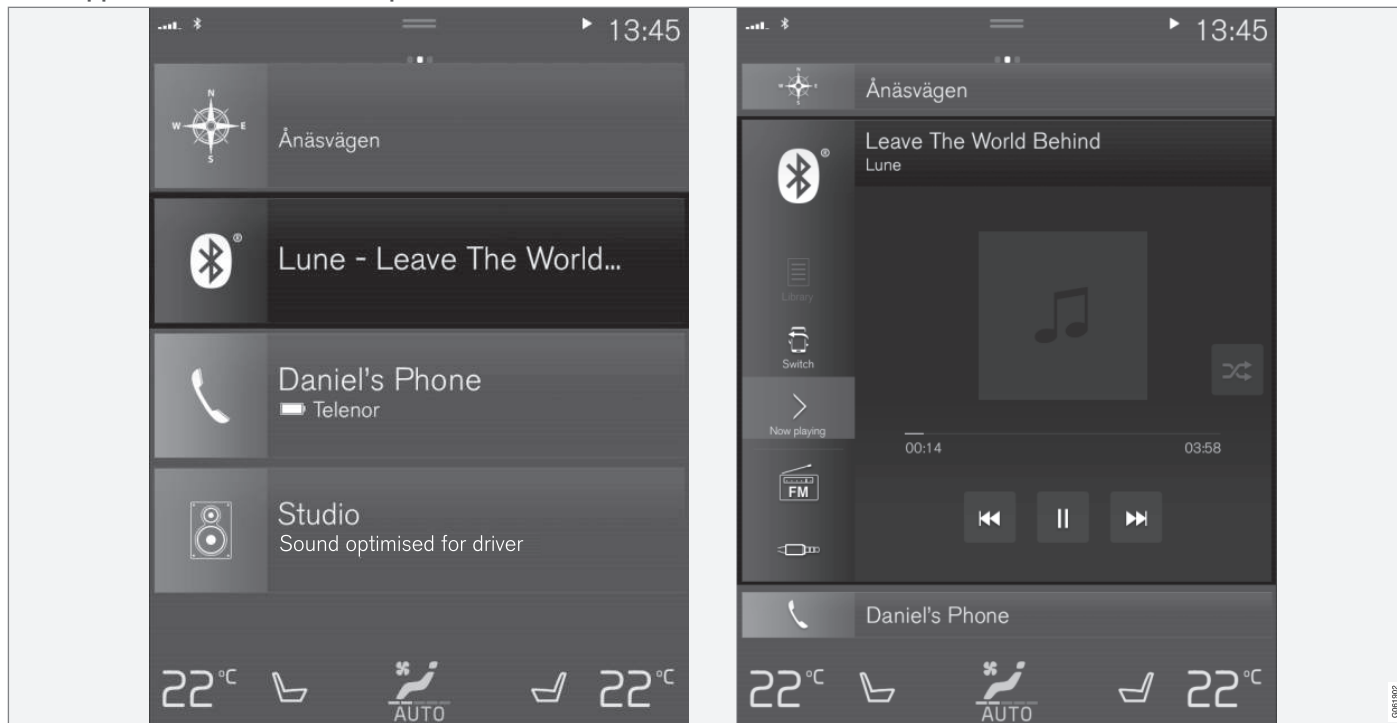 13:45
N
W E
S
Ånäsvägen
®
Lune - Leave The World...
Daniel's Phone
Telenor
Studio
Sound optimised for driver
22°C
AUTO
22°C
13:45
N
W E
S
Ånäsvägen
®
Leave The World Behind
Lune
Library
Switch
Now playing
00:14
03:58
FM
Daniel's Phone
22°C
AUTO
22°C